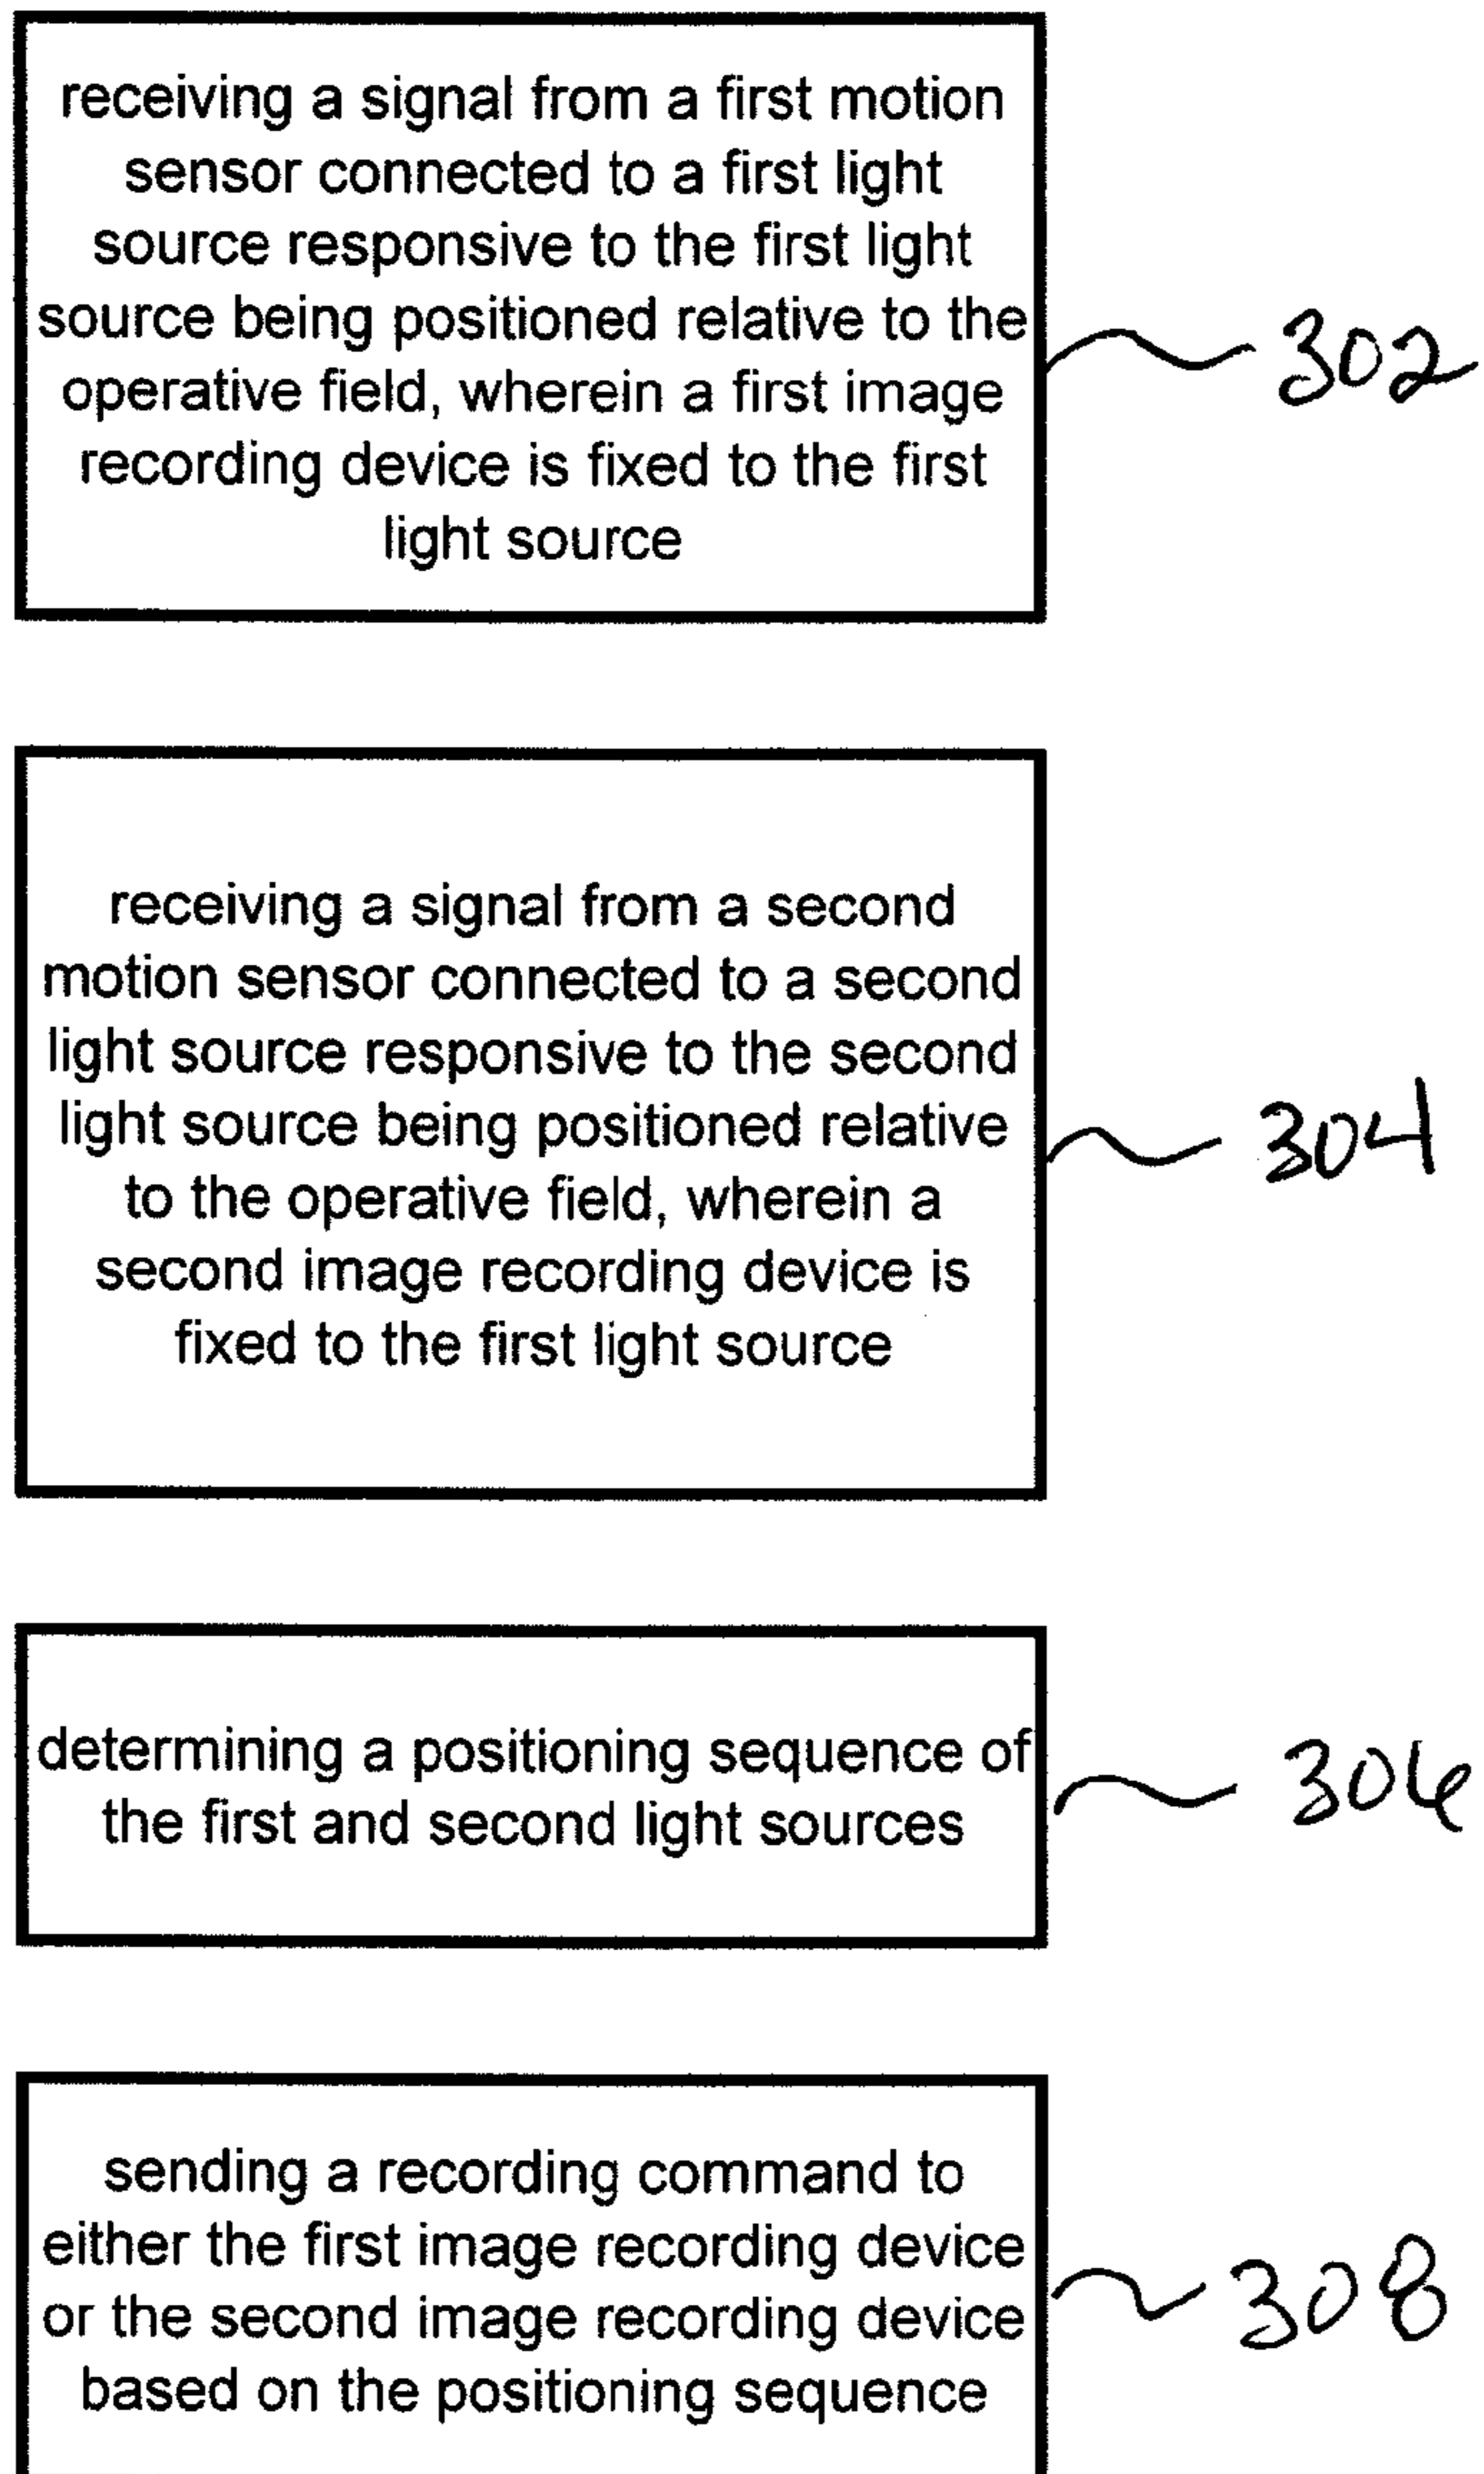 receiving a signal from a first motion
sensor connected to a first light
source responsive to the first light
source being positioned relative to the
operative field, wherein a first image
recording device is fixed to the first
light source
302
receiving a signal from a second
motion sensor connected to a second
light source responsive to the second
light source being positioned relative
to the operative field, wherein a
second image recording device is
fixed to the first light source
304
determining a positioning sequence of
the first and second light sources
306
sending a recording command to
either the first image recording device
or the second image recording device
based on the positioning sequence
308